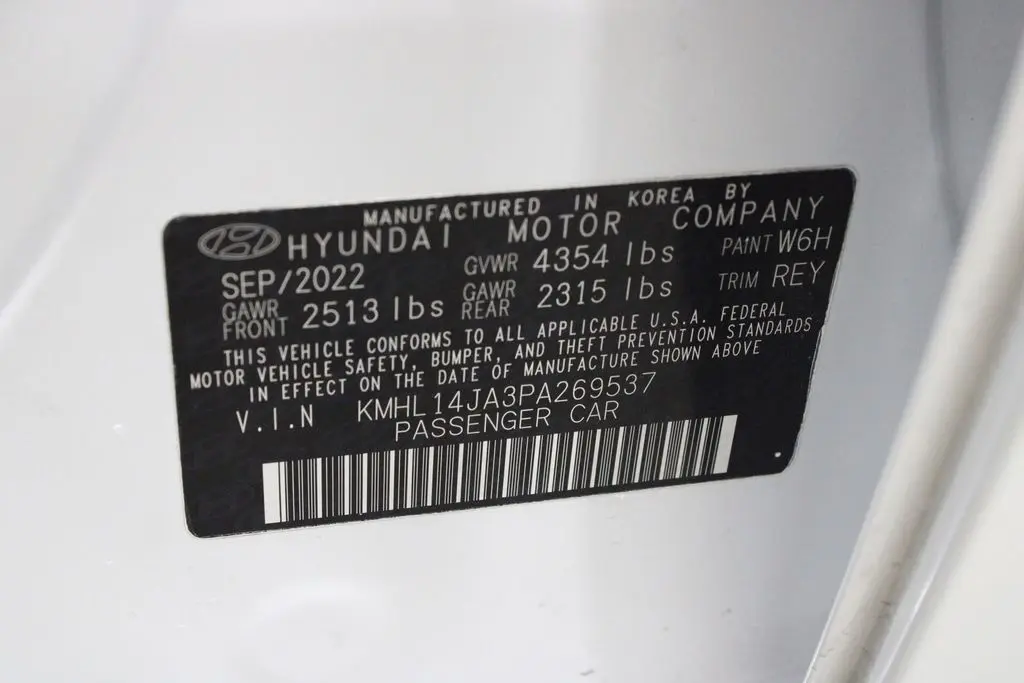 MANUFACTURED IN KOREA BY
HYUNDAI MOTOR COMPANY
SEP/2022 GVWR 4354 lbs PAINT W6H
GAWR FRONT 2513 lbs GAWR REAR 2315 lbs TRIM REY
THIS VEHICLE CONFORMS TO ALL APPLICABLE U.S.A. FEDERAL
MOTOR VEHICLE SAFETY, BUMPER, AND THEFT PREVENTION STANDARDS
IN EFFECT ON THE DATE OF MANUFACTURE SHOWN ABOVE
V.I.N KMHL14JA3PA269537
PASSENGER CAR